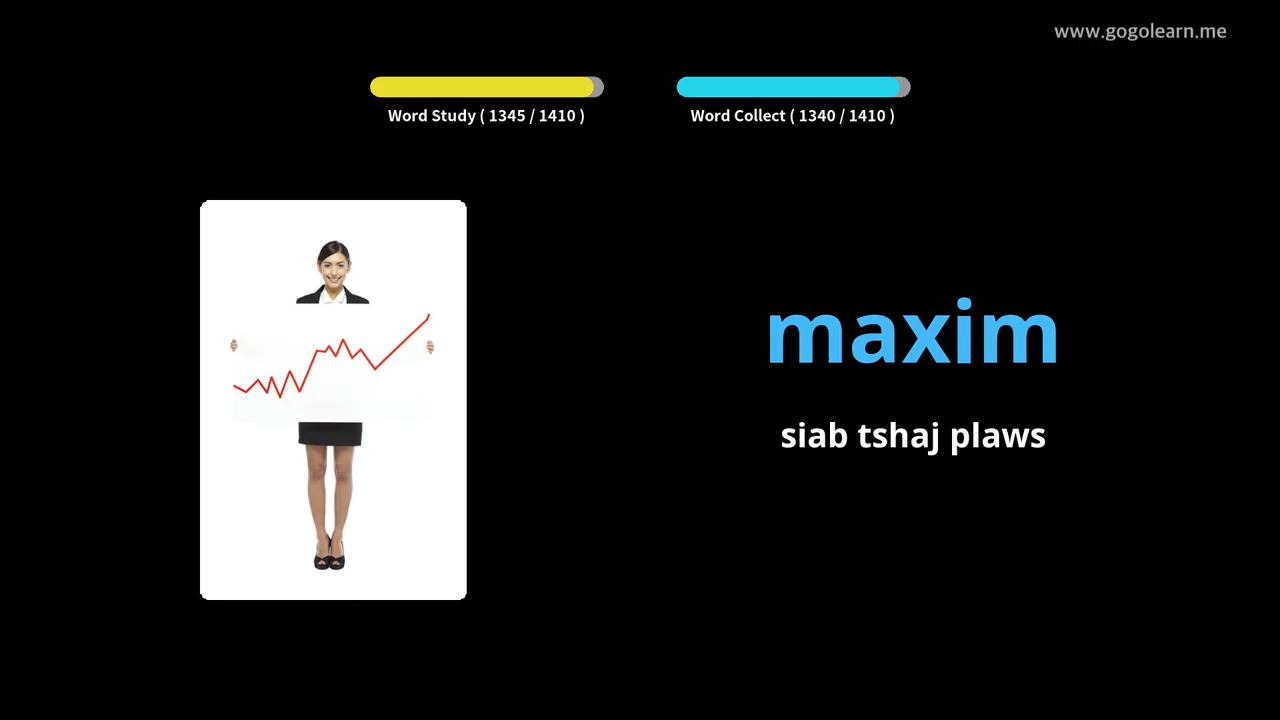 www.gogolearn.me
Word Study ( 1345 / 1410 )
Word Collect ( 1340 / 1410 )
maxim
siab tshaj plaws